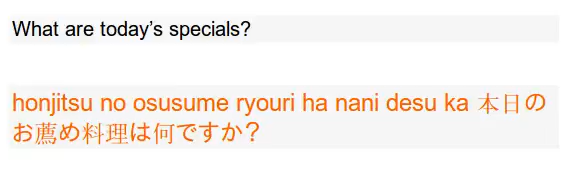 What are today’s specials?
honjitsu no osusume ryouri ha nani desu ka 本日の
お薦め料理は何ですか？